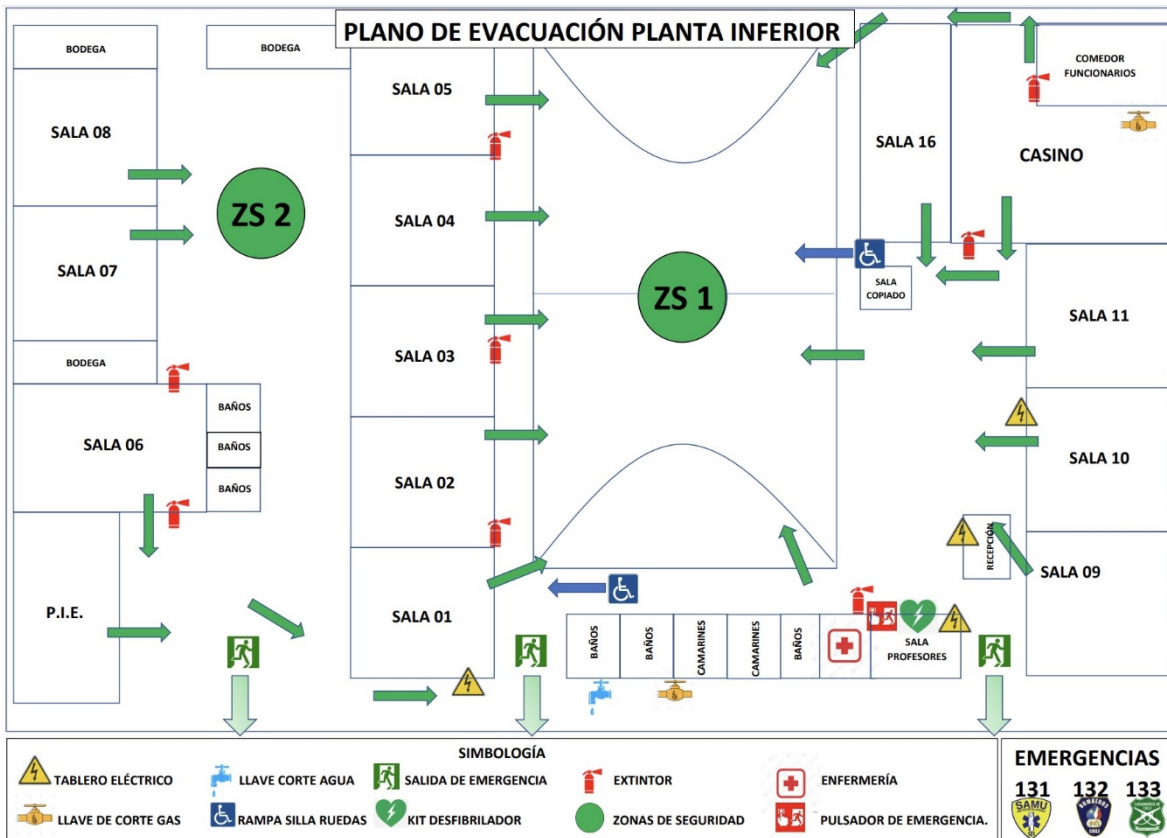 PLANO DE EVACUACIÓN PLANTA INFERIOR
BODEGA
BODEGA
SALA 05
COMEDOR
FUNCIONARIOS
SALA 08
SALA 16
CASINO
ZS 2
SALA 04
SALA 07
SALA
COPIADO
ZS 1
SALA 11
SALA 03
BODEGA
BAÑOS
SALA 06
BAÑOS
BAÑOS
SALA 02
SALA 10
RECEPCIÓN
SALA 09
P.I.E.
SALA 01
BAÑOS
BAÑOS
CAMARINES
CAMARINES
BAÑOS
SALA
PROFESORES
SIMBOLOGÍA
TABLERO ELÉCTRICO
LLAVE CORTE AGUA
SALIDA DE EMERGENCIA
EXTINTOR
ENFERMERÍA
LLAVE DE CORTE GAS
RAMPA SILLA RUEDAS
KIT DESFIBRILADOR
ZONAS DE SEGURIDAD
PULSADOR DE EMERGENCIA.
EMERGENCIAS
131 132 133
SAMU
BOMBEROS